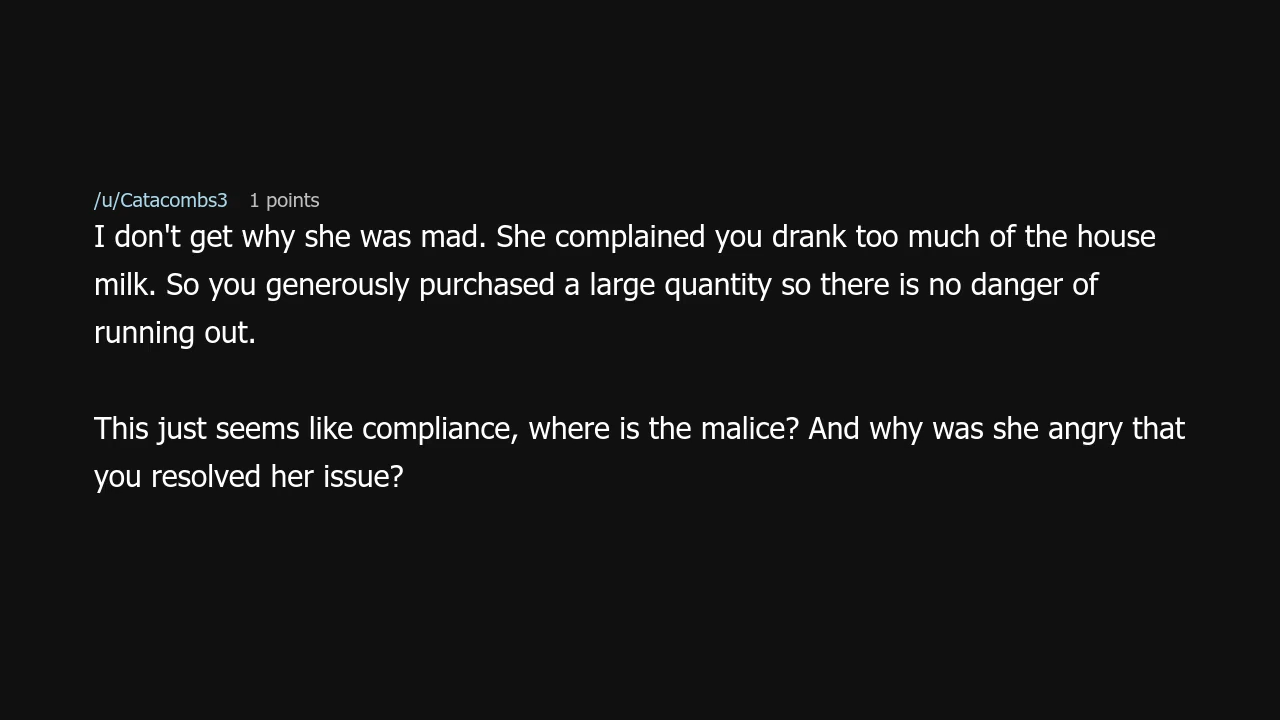 /u/Catacombs3 1 points
I don't get why she was mad. She complained you drank too much of the house
milk. So you generously purchased a large quantity so there is no danger of
running out.
This just seems like compliance, where is the malice? And why was she angry that
you resolved her issue?